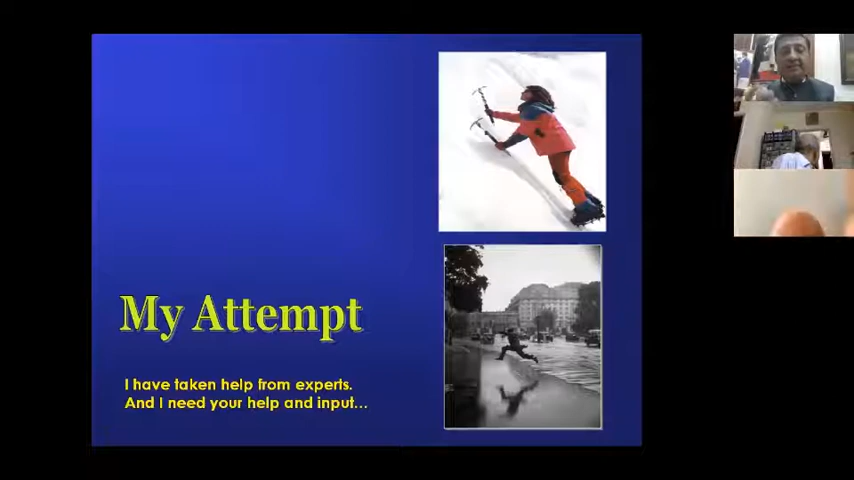 My Attempt
I have taken help from experts.
And I need your help and input...